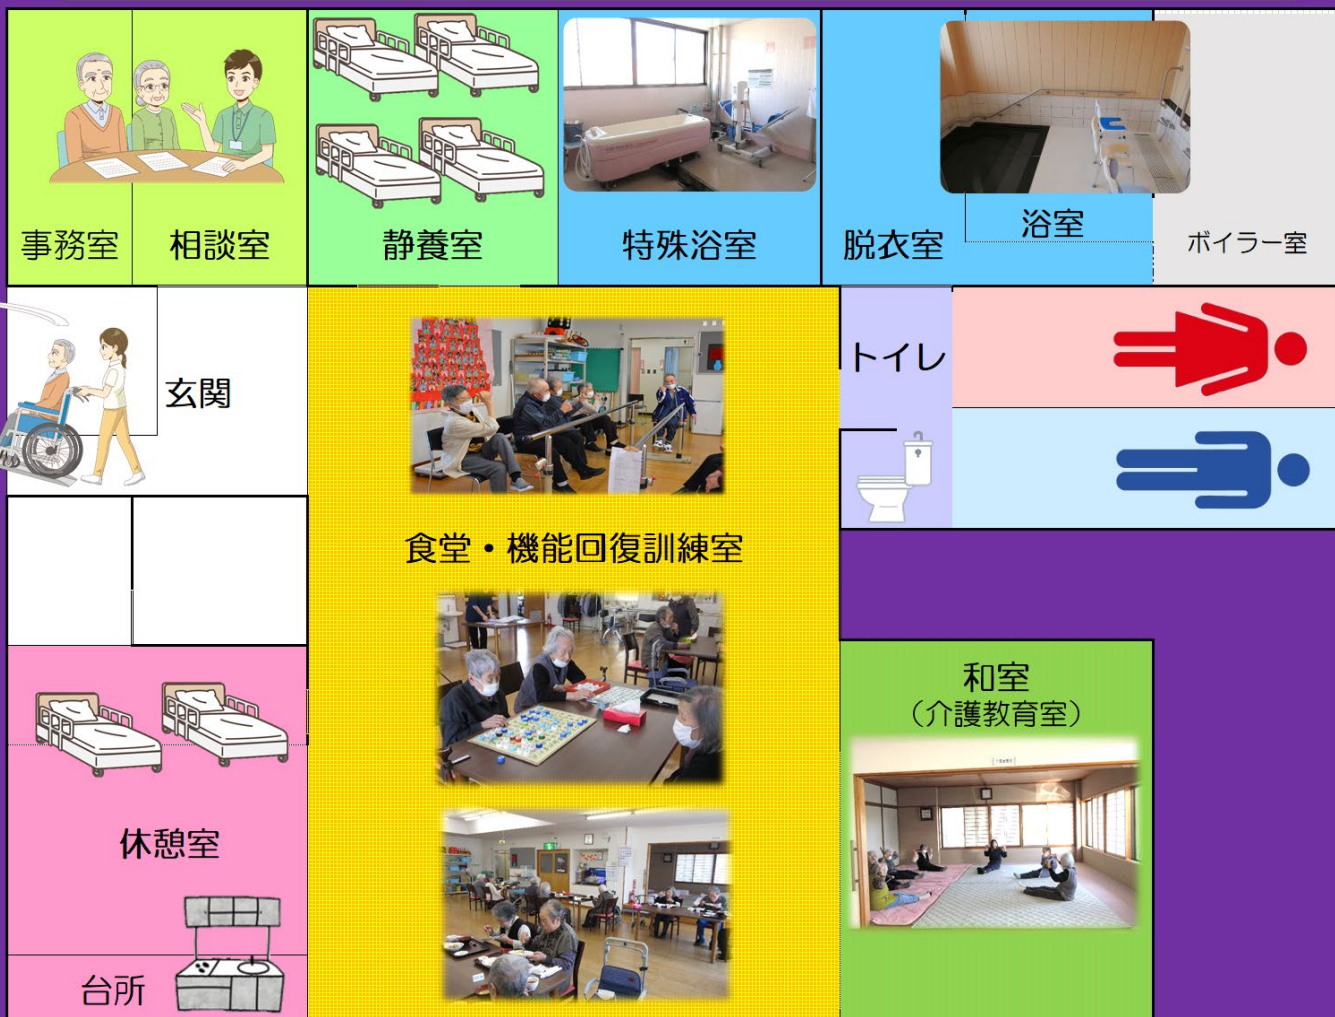 事務室
相談室
静養室
特殊浴室
脱衣室
浴室
ボイラー室
玄関
トイレ
食堂・機能回復訓練室
和室
（介護教育室）
休憩室
台所